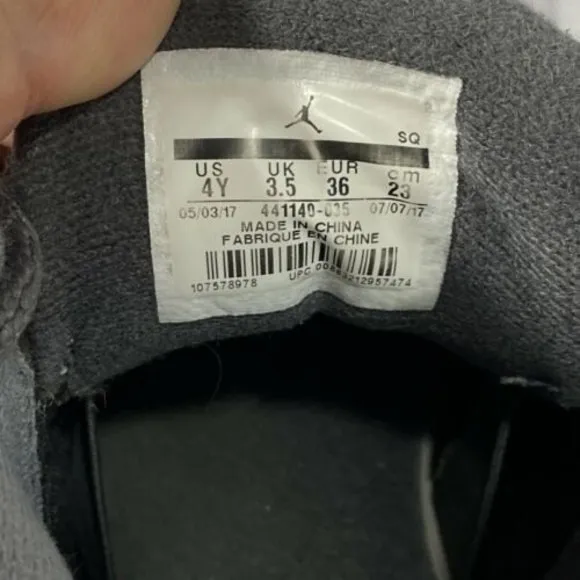 SQ
US UK EUR cm
4Y 3.5 36 23
05/03/17 441140-035 07/07/17
MADE IN CHINA
FABRIQUE EN CHINE
107578978 UPC